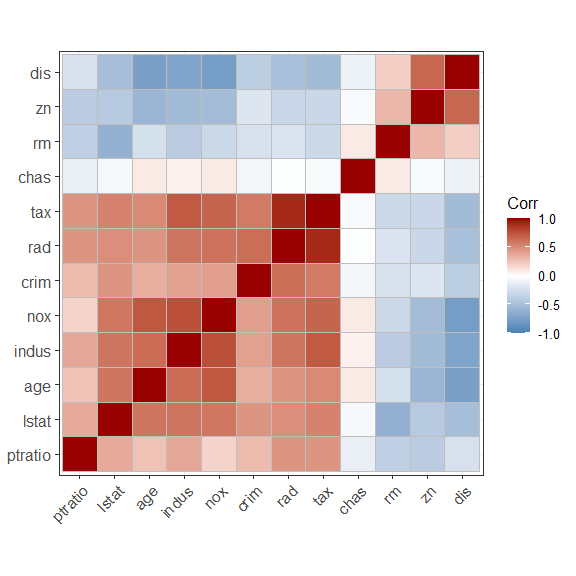 dis
zn
rm
chas
tax
rad
crim
nox
indus
age
lstat
ptratio
ptratio
lstat
age
indus
nox
crim
rad
tax
chas
rm
zn
dis
Corr
1.0
0.5
0.0
-0.5
-1.0